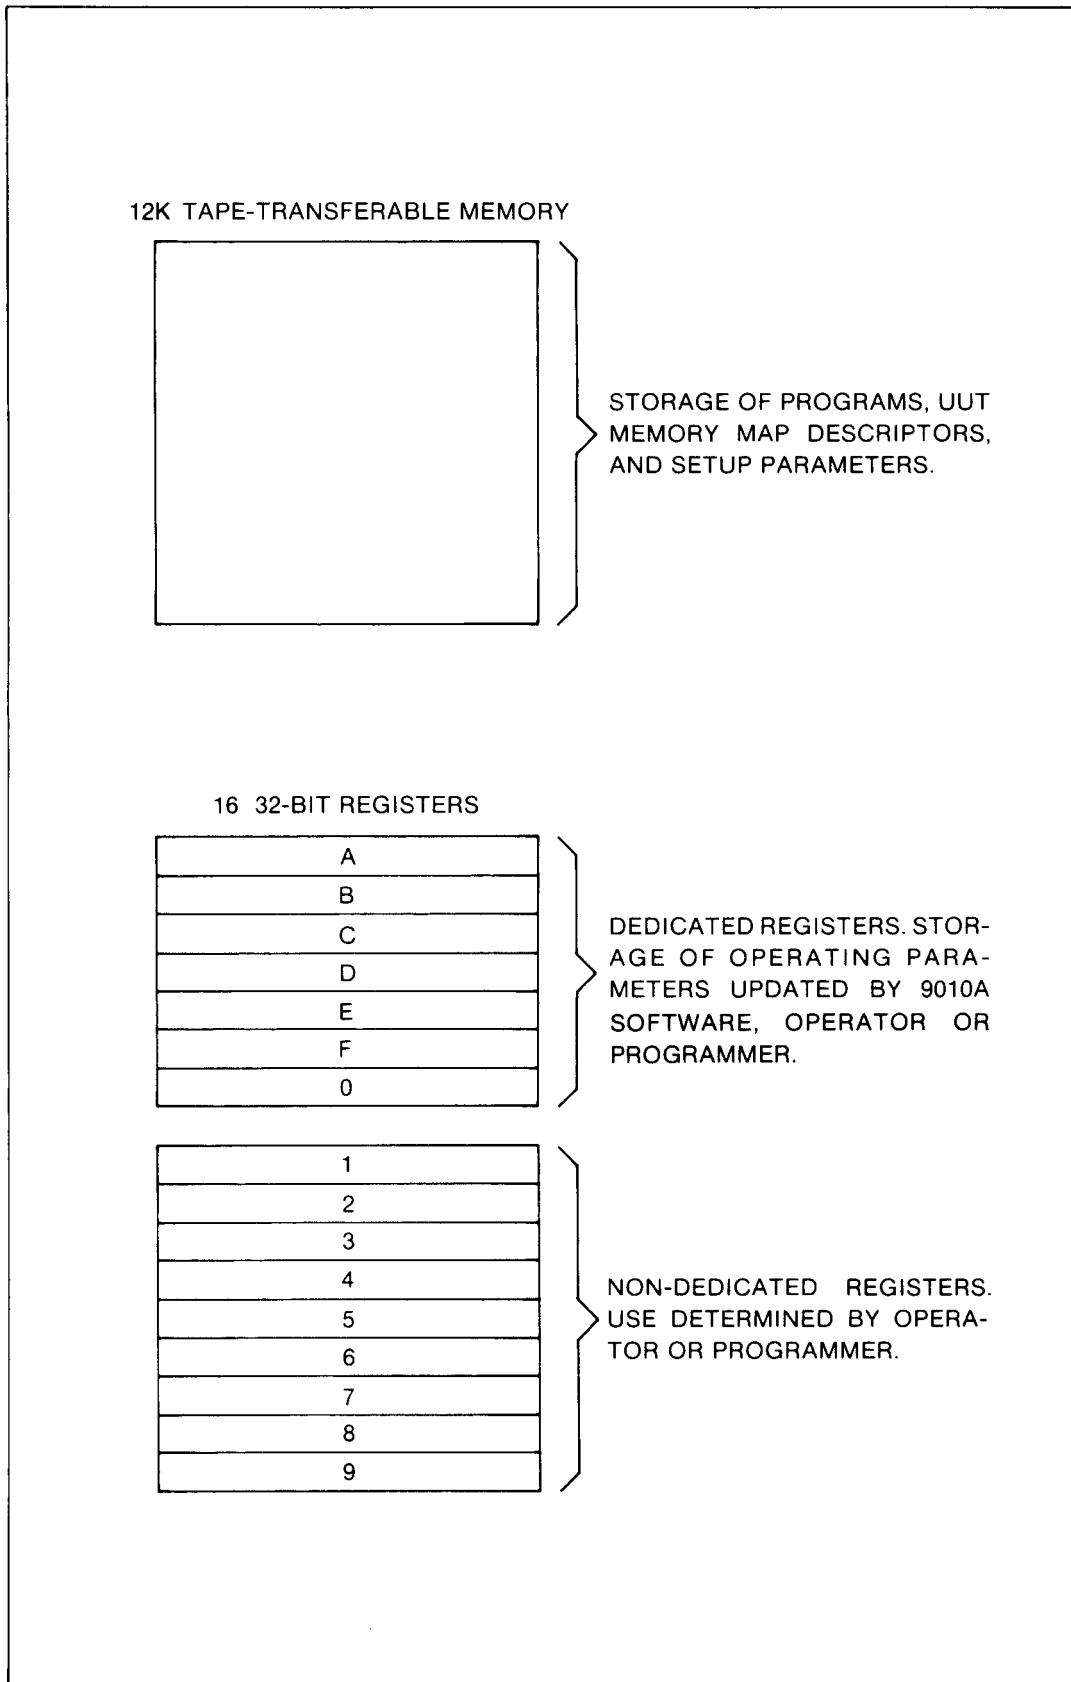 12K TAPE-TRANSFERABLE MEMORY
STORAGE OF PROGRAMS, UUT
MEMORY MAP DESCRIPTORS,
AND SETUP PARAMETERS.
16 32-BIT REGISTERS
A
B
C
D
E
F
0
DEDICATED REGISTERS. STOR-
AGE OF OPERATING PARA-
METERS UPDATED BY 9010A
SOFTWARE, OPERATOR OR
PROGRAMMER.
1
2
3
4
5
6
7
8
9
NON-DEDICATED REGISTERS.
USE DETERMINED BY OPERA-
TOR OR PROGRAMMER.